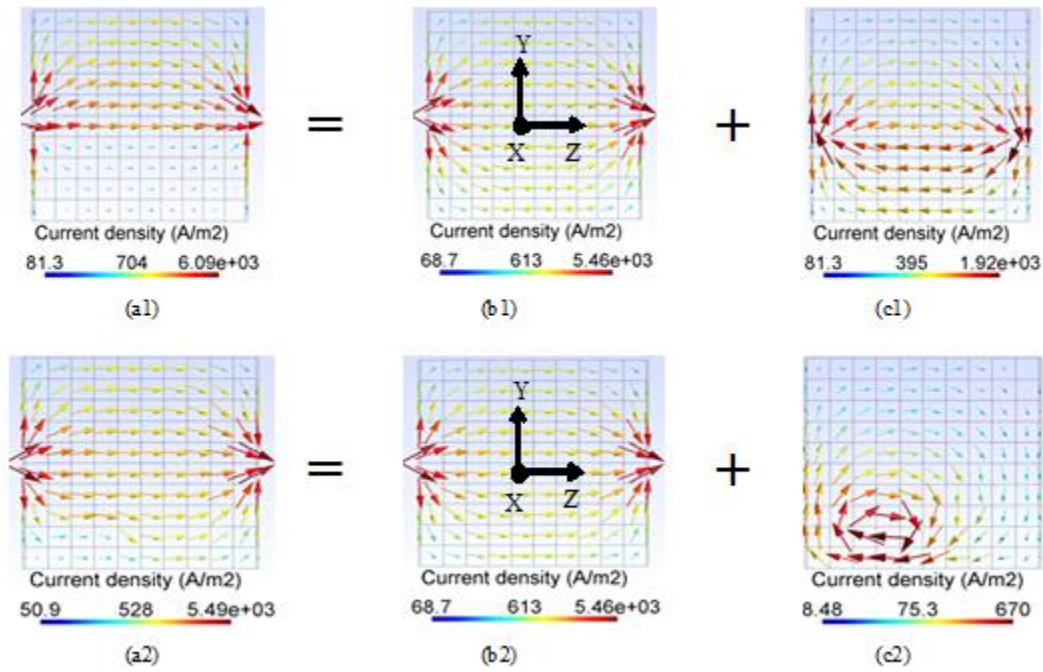 = Y X Z +
Current density (A/m2) Current density (A/m2) Current density (A/m2)
81.3 704 6.09e+03 68.7 613 5.46e+03 81.3 395 1.92e+03
(a1) (b1) (c1)
= Y X Z +
Current density (A/m2) Current density (A/m2) Current density (A/m2)
50.9 528 5.49e+03 68.7 613 5.46e+03 8.48 75.3 670
(a2) (b2) (c2)